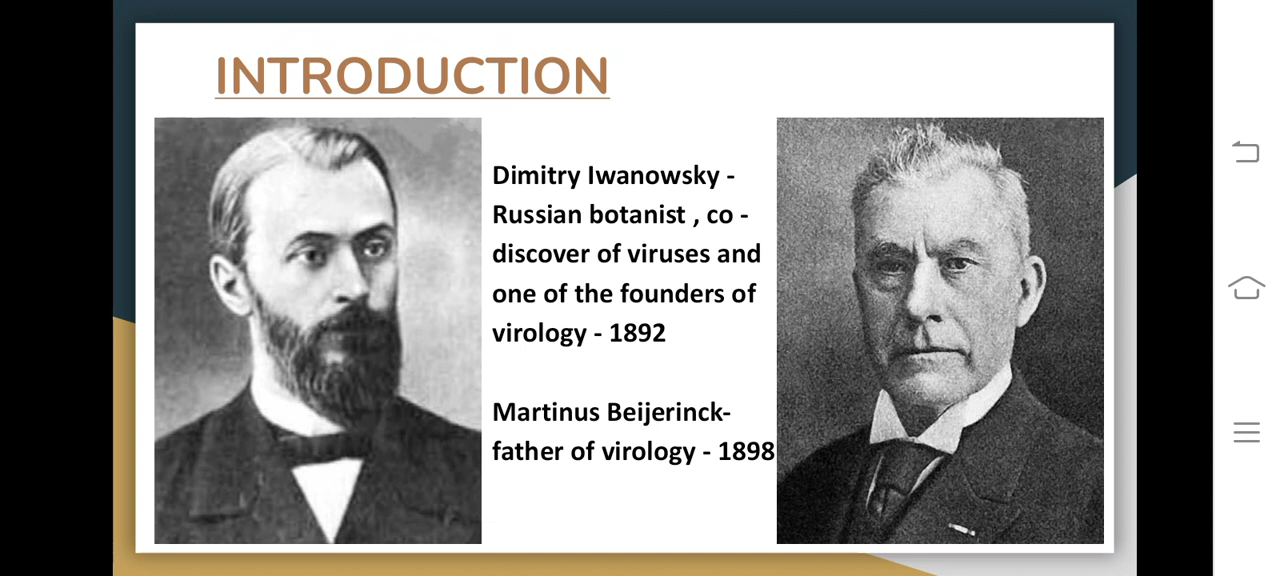 INTRODUCTION
Dimitry Iwanowsky -
Russian botanist , co -
discover of viruses and
one of the founders of
virology - 1892
Martinus Beijerinck-
father of virology - 1898